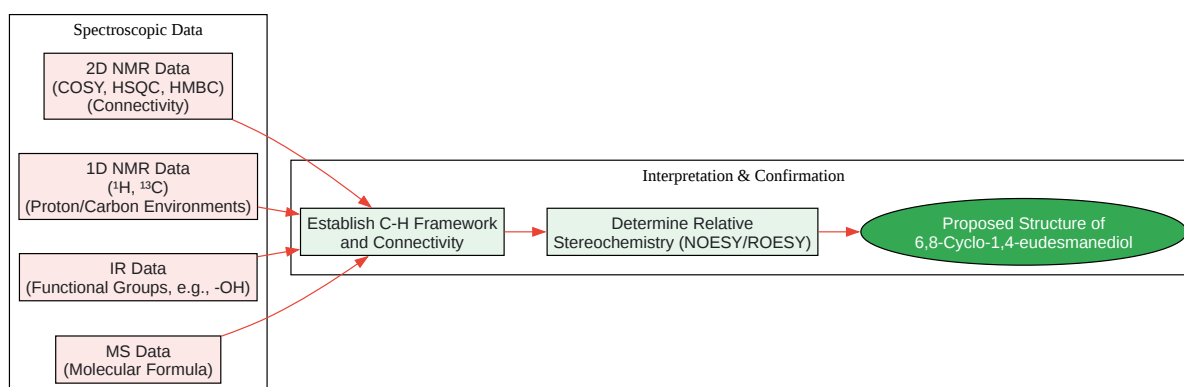 Spectroscopic Data
2D NMR Data
(COSY, HSQC, HMBC)
(Connectivity)
1D NMR Data
(¹H, ¹³C)
(Proton/Carbon Environments)
IR Data
(Functional Groups, e.g., -OH)
MS Data
(Molecular Formula)
Interpretation & Confirmation
Establish C-H Framework
and Connectivity
Determine Relative
Stereochemistry (NOESY/ROESY)
Proposed Structure of
6,8-Cyclo-1,4-eudesmanediol